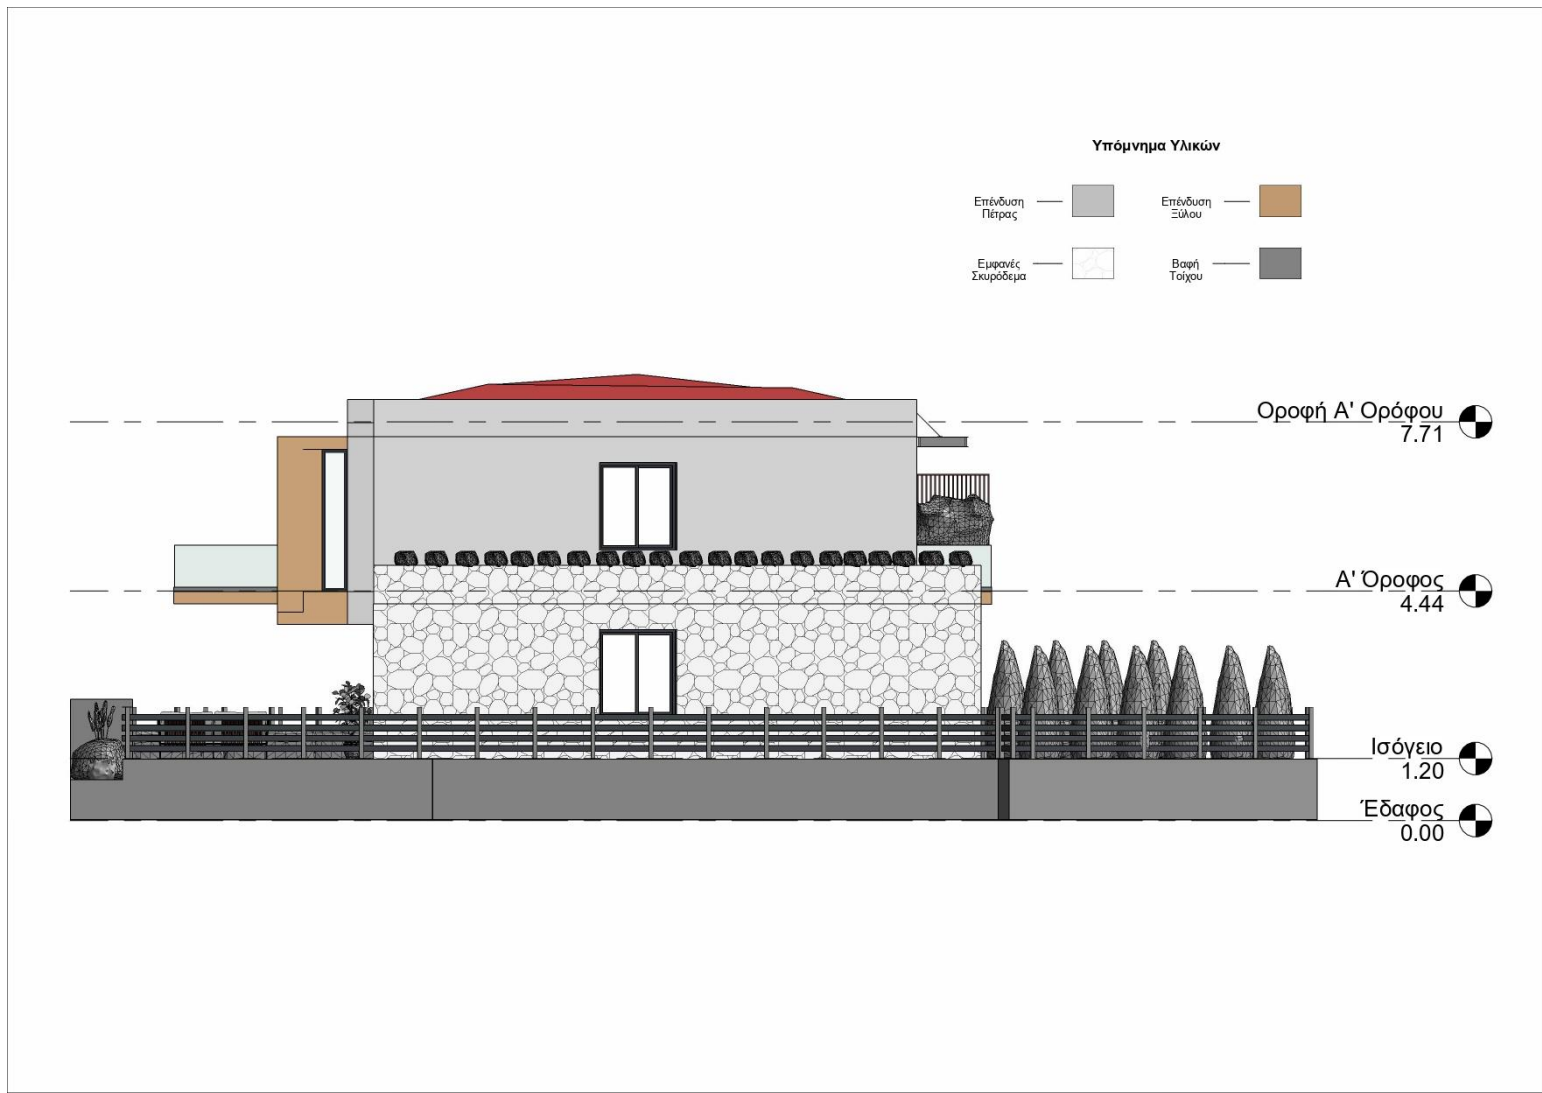 Υπόμνημα Υλικών
Επένδυση
Πέτρας
Επένδυση
Ξύλου
Εμφανές
Σκυρόδεμα
Βαφή
Τοίχου
Οροφή Α' Ορόφου
7.71
Α' Όροφος
4.44
Ισόγειο
1.20
Έδαφος
0.00